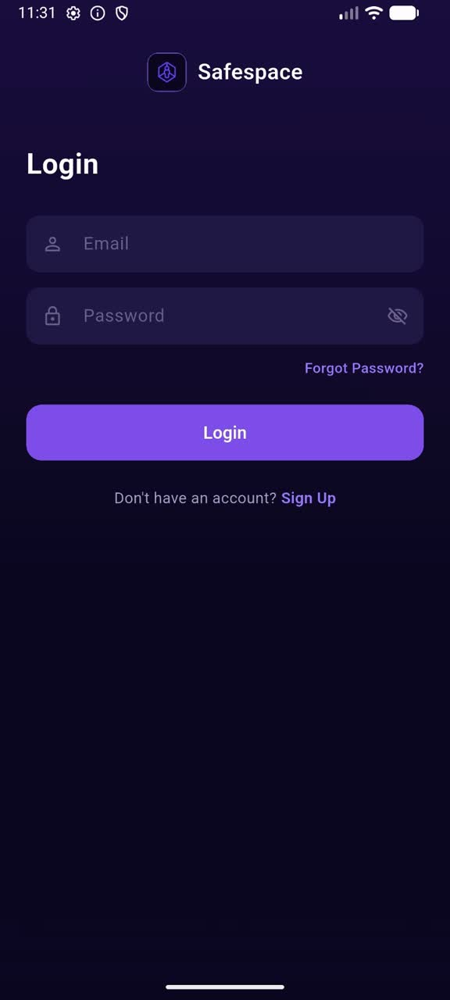 11:31
Safespace
Login
Email
Password
Forgot Password?
Login
Don't have an account? Sign Up